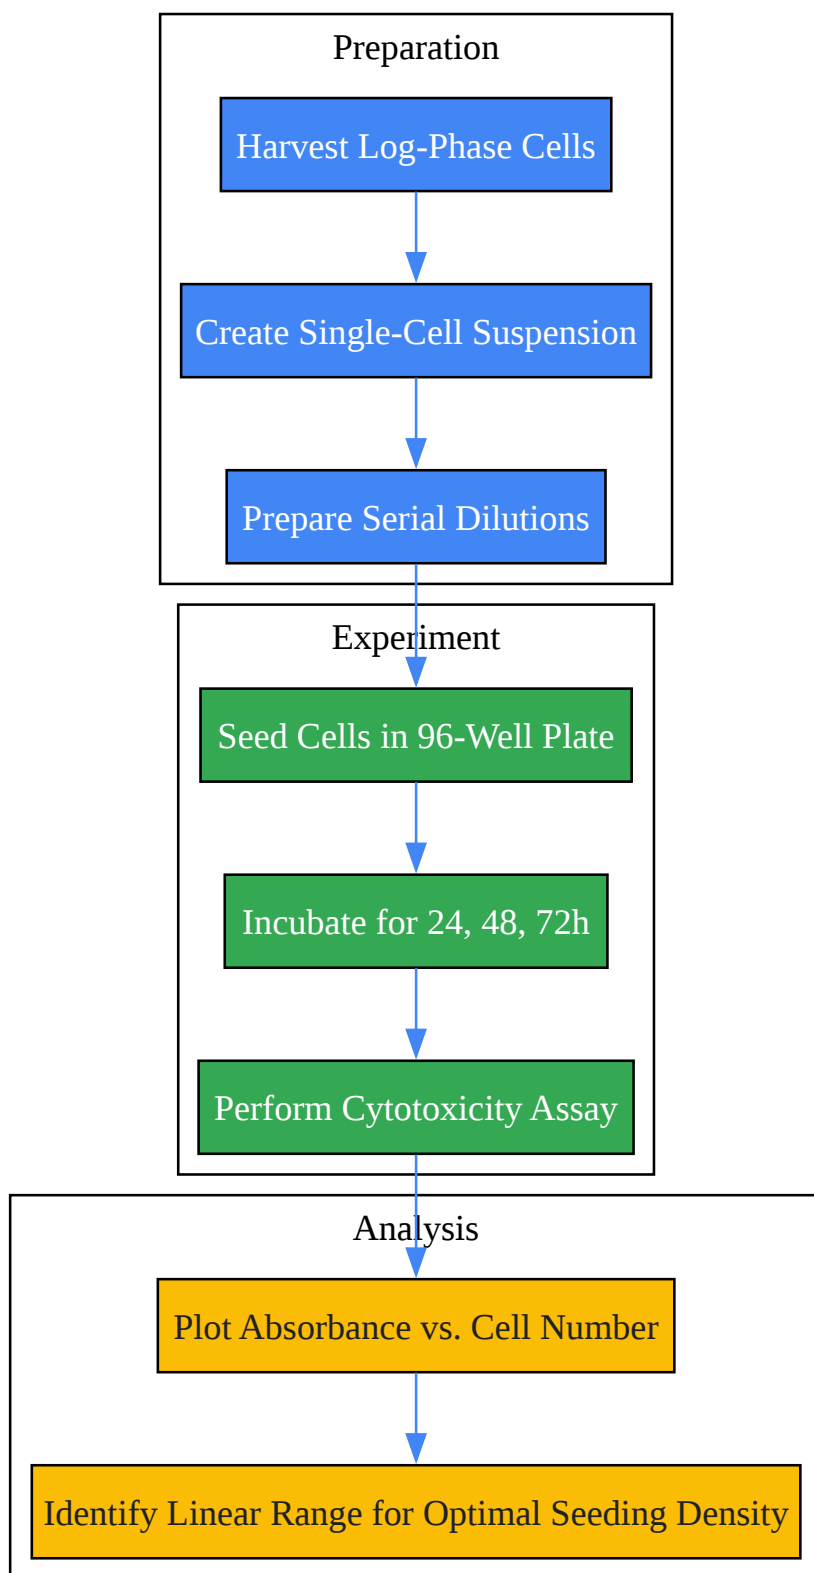 Preparation
Harvest Log-Phase Cells
Create Single-Cell Suspension
Prepare Serial Dilutions
Experiment
Seed Cells in 96-Well Plate
Incubate for 24, 48, 72h
Perform Cytotoxicity Assay
Analysis
Plot Absorbance vs. Cell Number
Identify Linear Range for Optimal Seeding Density